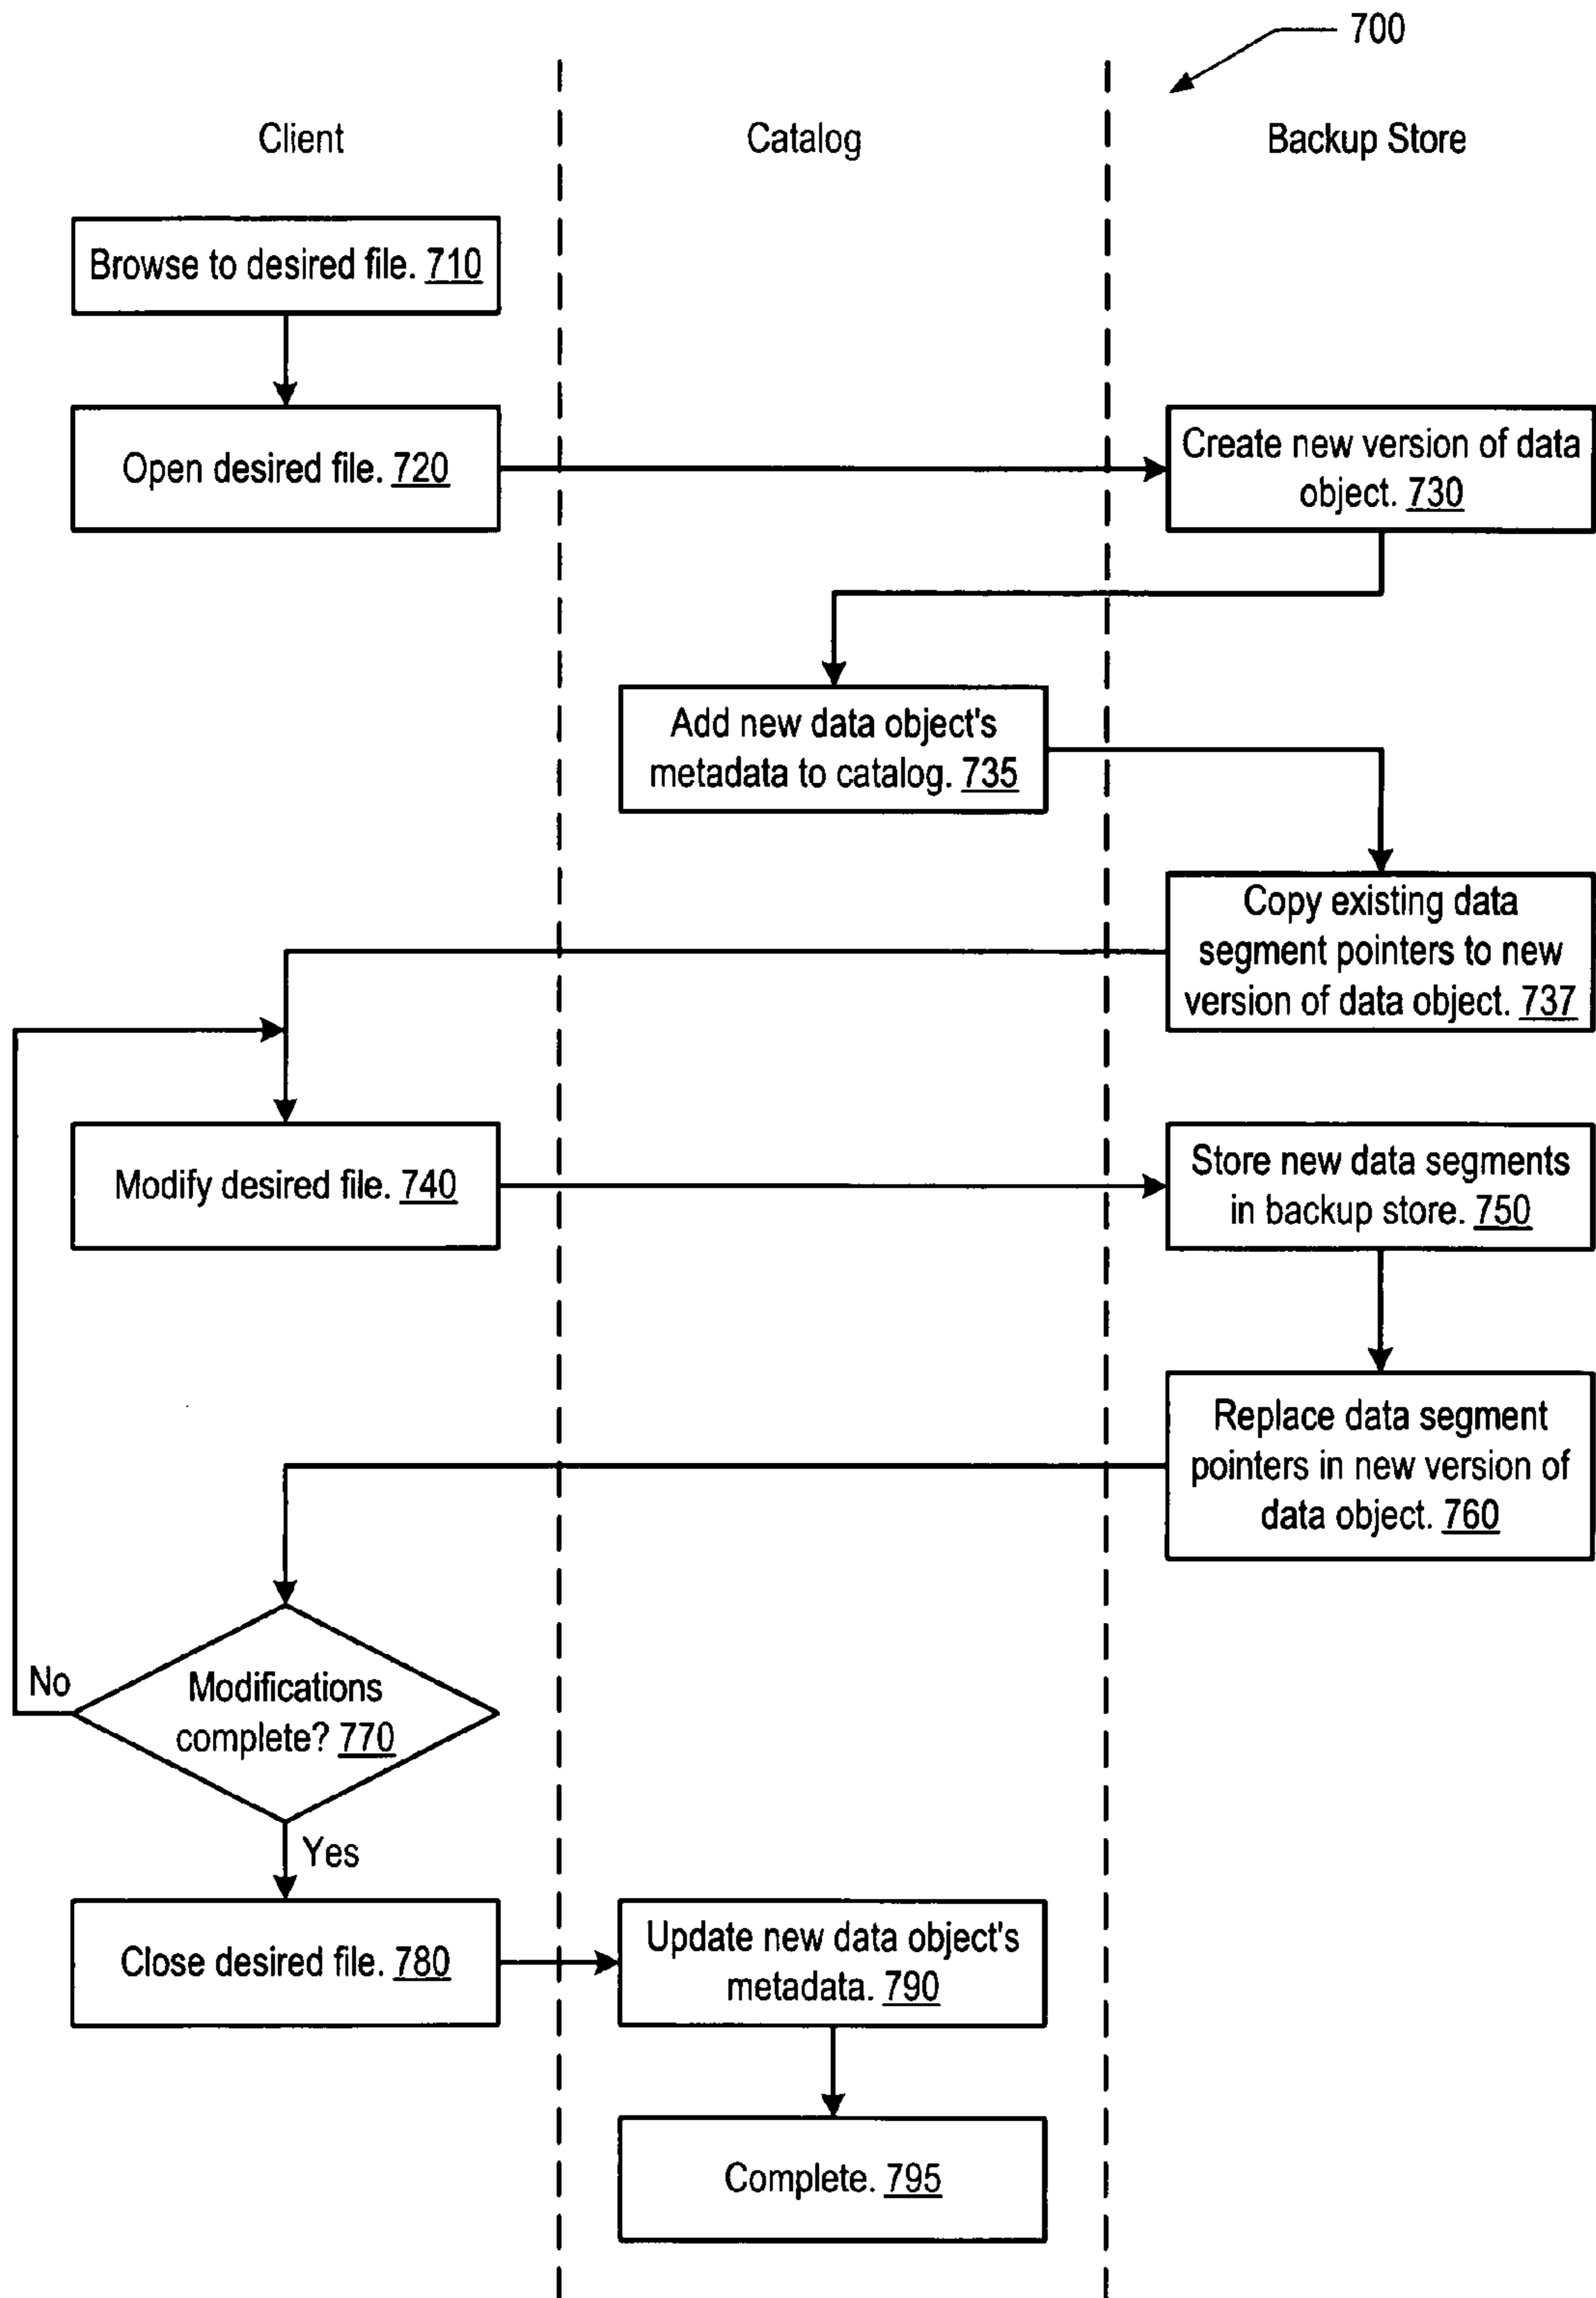 700
Client
Catalog
Backup Store
Browse to desired file. 710
Open desired file. 720
Create new version of data
object. 730
Add new data object's
metadata to catalog. 735
Copy existing data
segment pointers to new
version of data object. 737
Modify desired file. 740
Store new data segments
in backup store. 750
Replace data segment
pointers in new version of
data object. 760
No
Modifications
complete? 770
Yes
Close desired file. 780
Update new data object's
metadata. 790
Complete. 795